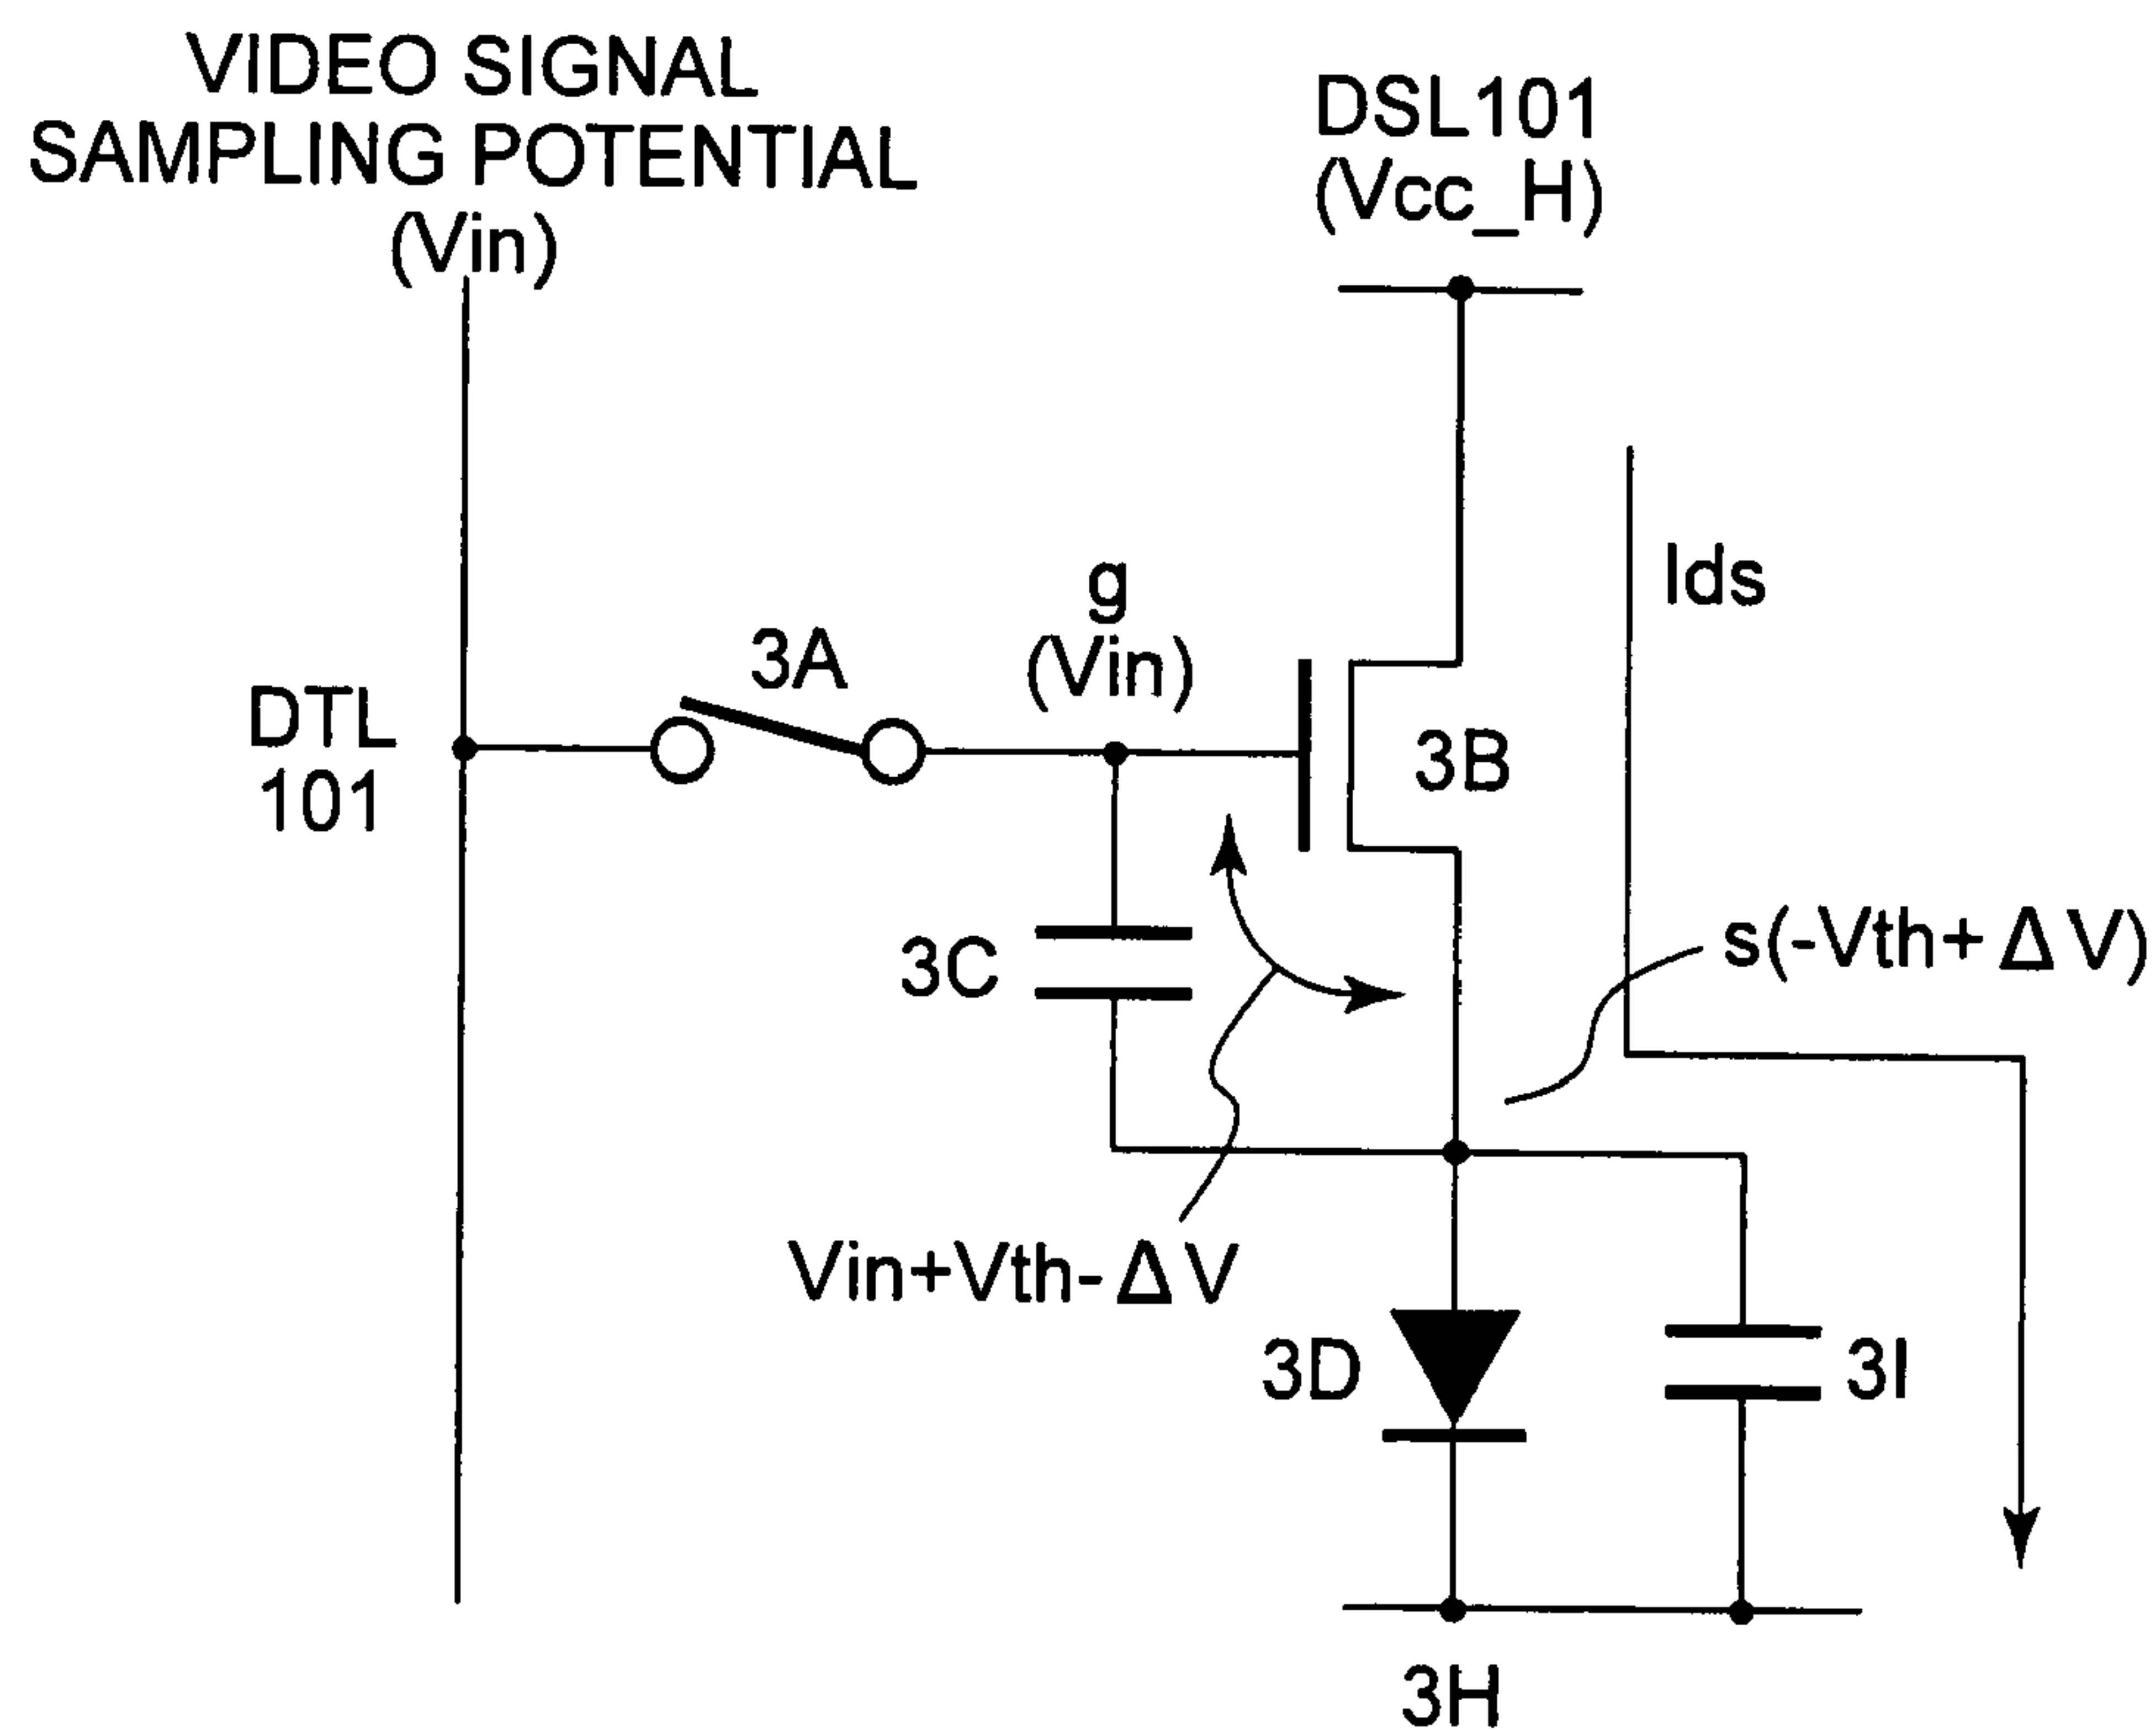 VIDEO SIGNAL
SAMPLING POTENTIAL
(Vin)
DSL101
(Vcc_H)
Ids
g
(Vin)
3A
DTL
101
3B
3C
s(-Vth+ΔV)
Vin+Vth-ΔV
3D
3I
3H